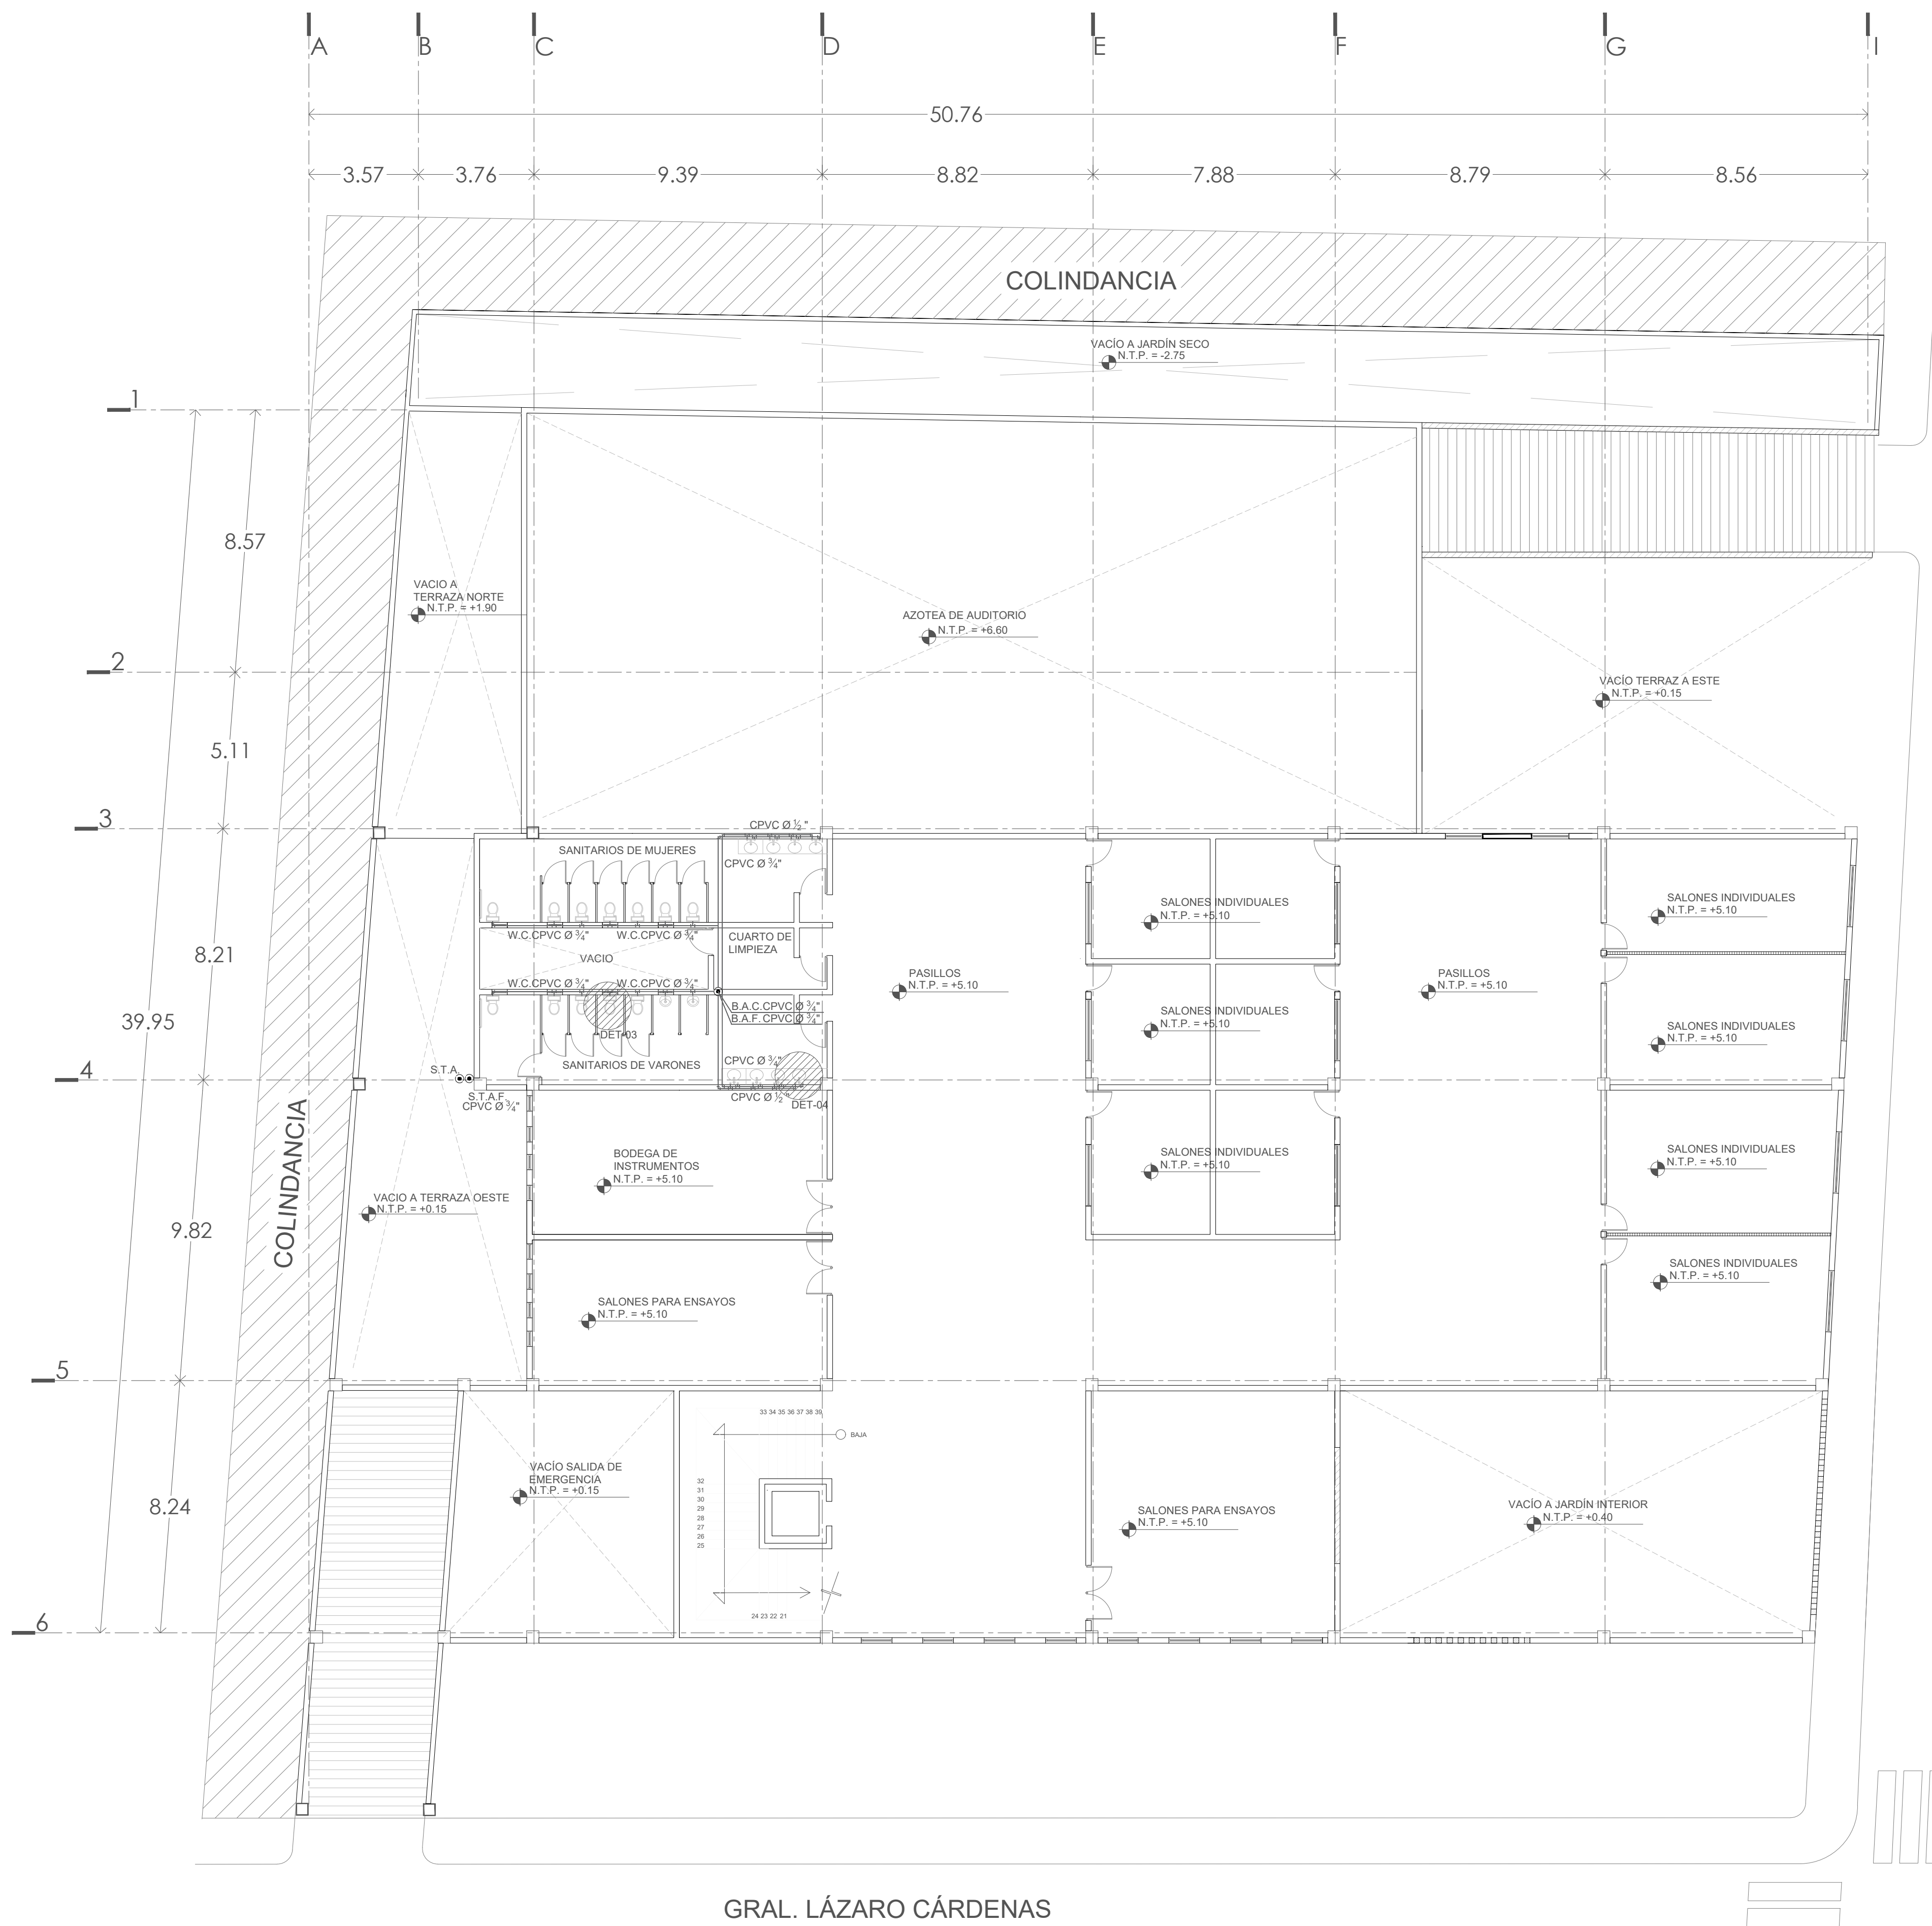 A
B
C
D
E
F
G
I
50.76
3.57
3.76
9.39
8.82
7.88
8.79
8.56
COLINDANCIA
VACÍO A JARDÍN SECO
N.T.P. = -2.75
1
8.57
VACIO A
TERRAZA NORTE
N.T.P. = +1.90
AZOTEA DE AUDITORIO
N.T.P. = +6.60
2
VACÍO TERRAZ A ESTE
N.T.P. = +0.15
5.11
3
CPVC Ø ½ "
SANITARIOS DE MUJERES
CPVC Ø ¾"
SALONES INDIVIDUALES
N.T.P. = +5.10
SALONES INDIVIDUALES
N.T.P. = +5.10
W.C.CPVC Ø ¾"
W.C.CPVC Ø ¾"
CUARTO DE
LIMPIEZA
8.21
VACIO
PASILLOS
N.T.P. = +5.10
PASILLOS
N.T.P. = +5.10
W.C.CPVC Ø ¾"
W.C.CPVC Ø ¾"
B.A.C.CPVC Ø ¾"
B.A.F. CPVC Ø ¾"
SALONES INDIVIDUALES
N.T.P. = +5.10
SALONES INDIVIDUALES
N.T.P. = +5.10
39.95
DET-03
CPVC Ø ¾"
SANITARIOS DE VARONES
4
S.T.A.
S.T.A.F.
CPVC Ø ¾"
CPVC Ø ½ "
DET-04
COLINDANCIA
BODEGA DE
INSTRUMENTOS
N.T.P. = +5.10
SALONES INDIVIDUALES
N.T.P. = +5.10
SALONES INDIVIDUALES
N.T.P. = +5.10
VACIO A TERRAZA OESTE
N.T.P. = +0.15
9.82
SALONES INDIVIDUALES
N.T.P. = +5.10
SALONES PARA ENSAYOS
N.T.P. = +5.10
5
33 34 35 36 37 38 39
BAJA
VACÍO SALIDA DE
EMERGENCIA
N.T.P. = +0.15
32
31
30
29
28
27
26
25
8.24
SALONES PARA ENSAYOS
N.T.P. = +5.10
VACÍO A JARDÍN INTERIOR
N.T.P. = +0.40
24 23 22 21
6
GRAL. LÁZARO CÁRDENAS